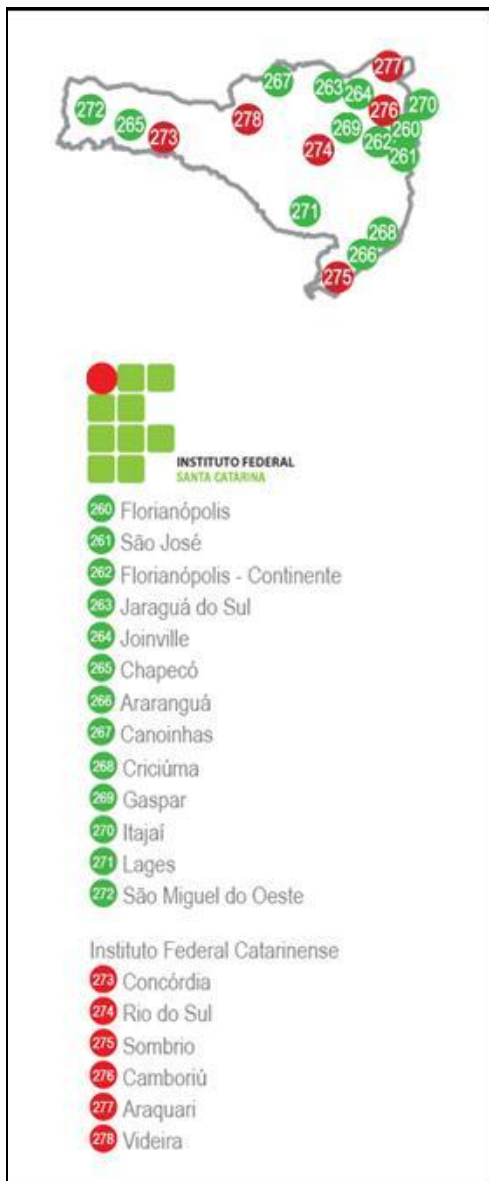 277
267
263
264
270
272
276
278
265
269
260
273
274
262
261
271
268
266
275
INSTITUTO FEDERAL
SANTA CATARINA
260 Florianópolis
261 São José
262 Florianópolis - Continente
263 Jaraguá do Sul
264 Joinville
265 Chapecó
266 Araranguá
267 Canoinhas
268 Criciúma
269 Gaspar
270 Itajaí
271 Lages
272 São Miguel do Oeste
Instituto Federal Catarinense
273 Concórdia
274 Rio do Sul
275 Sombrio
276 Camboriú
277 Araquari
278 Videira